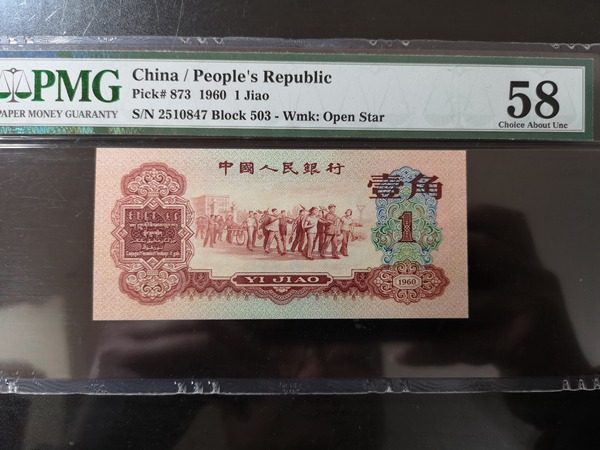 PMG
PAPER MONEY GUARANTY
China / People's Republic
Pick# 873 1960 1 Jiao
S/N 2510847 Block 503 - Wmk: Open Star
58
Choice About Unc
中國人民銀行
壹角
1
YI JIAO
1960